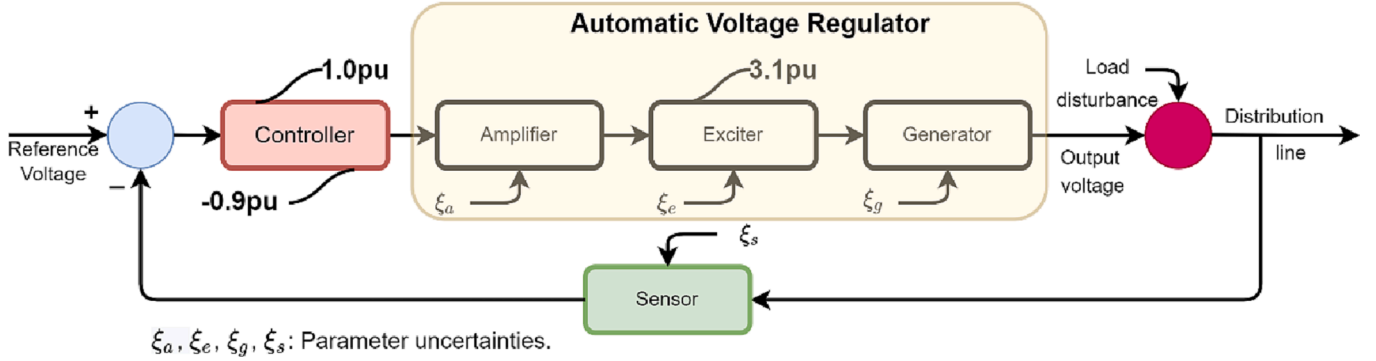 Automatic Voltage Regulator
1.0pu
3.1pu
Load
disturbance
+
Reference
Voltage
Controller
Amplifier
Exciter
Generator
Distribution
line
Output
voltage
−
-0.9pu
ξₐ
ξₑ
ξg
ξₛ
Sensor
ξₐ, ξₑ, ξg, ξₛ: Parameter uncertainties.